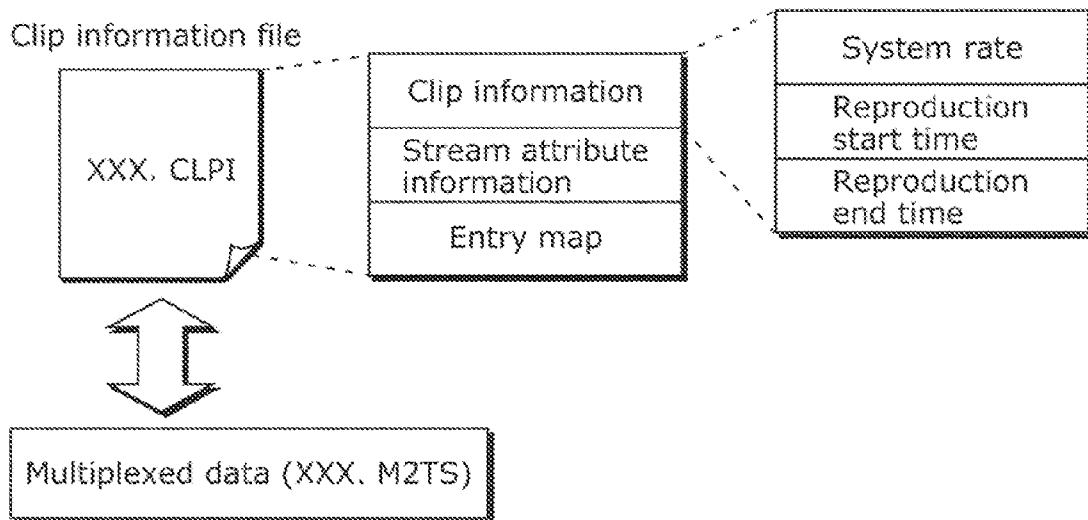 Clip information file
XXX. CLPI
Clip information
Stream attribute
information
Entry map
System rate
Reproduction
start time
Reproduction
end time
Multiplexed data (XXX. M2TS)